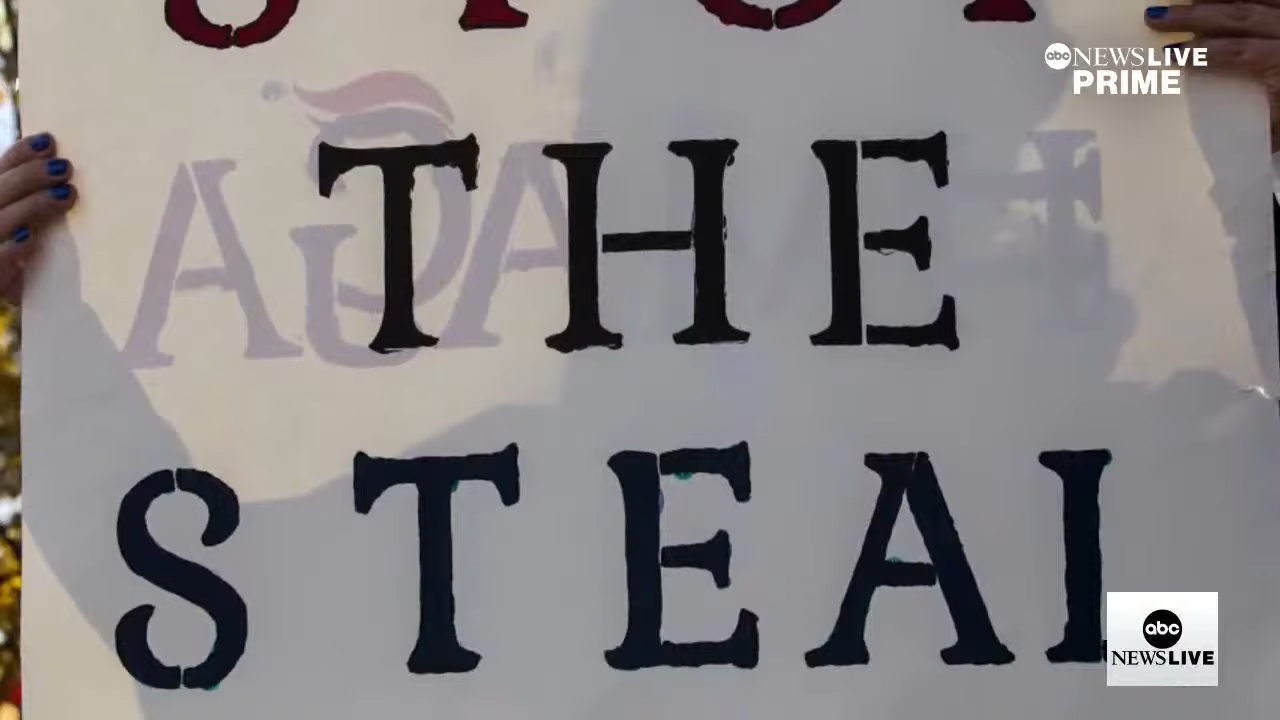 abc NEWS LIVE
PRIME
THE
STEAL
abc
NEWS LIVE